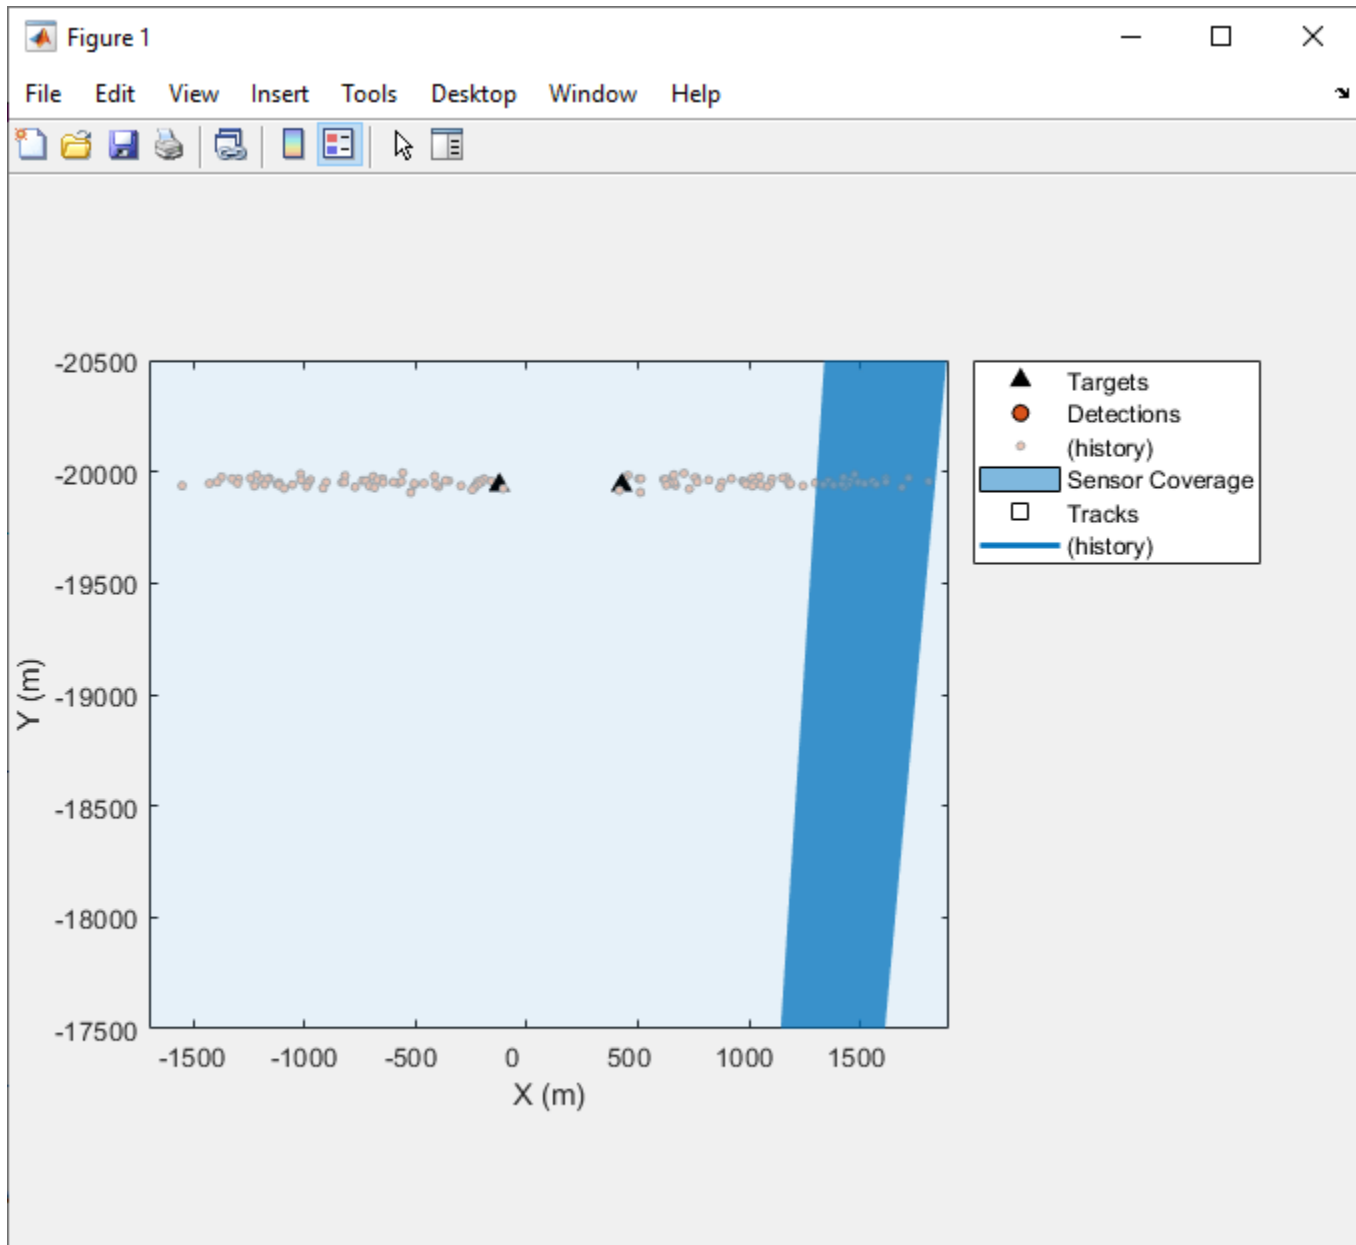 Figure 1
File Edit View Insert Tools Desktop Window Help
-20500
-20000
-19500
-19000
-18500
-18000
-17500
Y (m)
-1500 -1000 -500 0 500 1000 1500
X (m)
Targets
Detections
(history)
Sensor Coverage
Tracks
(history)